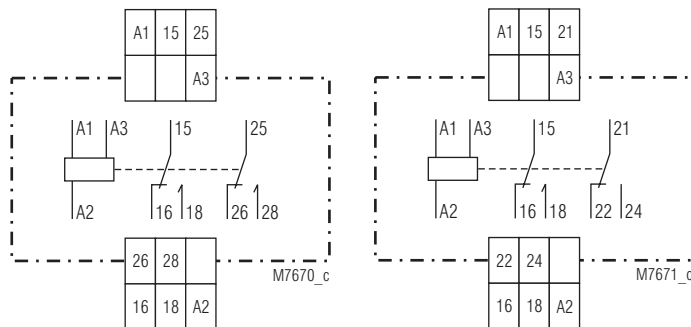 A1 15 25
A3
A1 A3 15 25
A2 16 18 26 28
26 28
M7670_c
16 18 A2
A1 15 21
A3
A1 A3 15 21
A2 16 18 22 24
22 24
M7671_c
16 18 A2